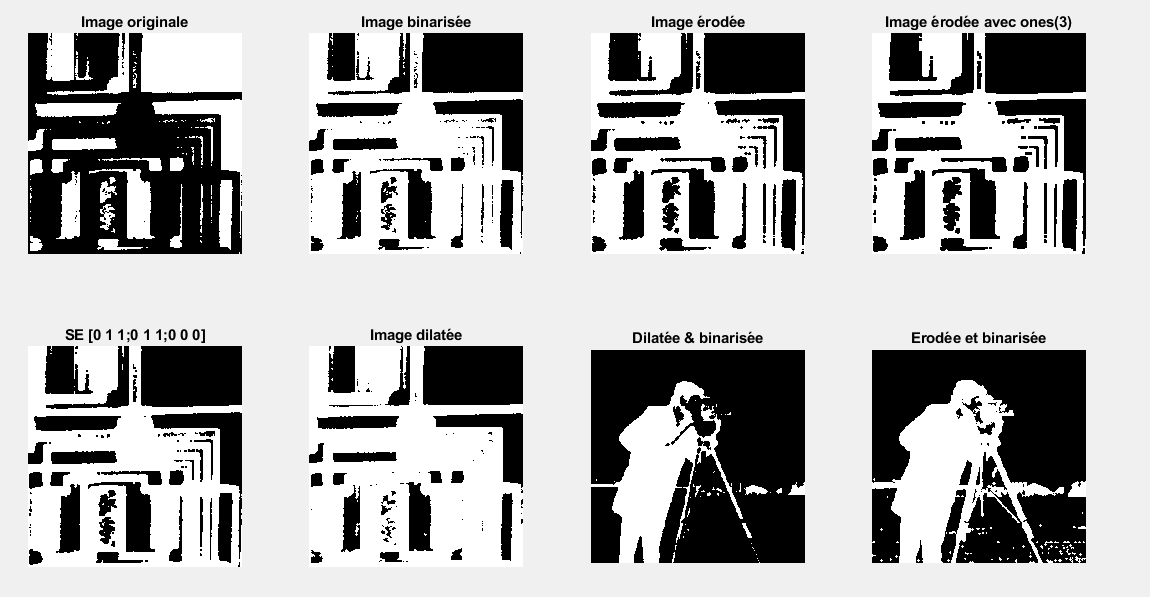 Image originale
Image binarisée
Image érodée
Image érodée avec ones(3)
SE [0 1 1;0 1 1;0 0 0]
Image dilatée
Dilatée & binarisée
Erodée et binarisée